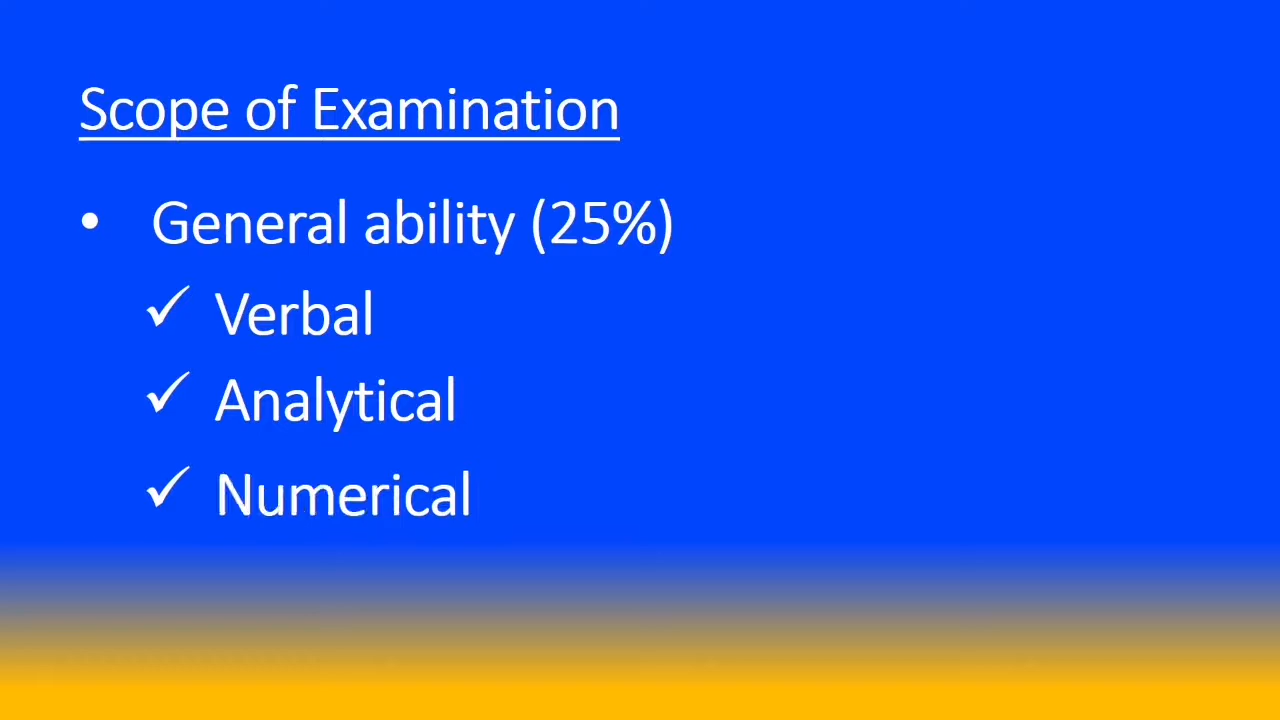 Scope of Examination
• General ability (25%)
✓ Verbal
✓ Analytical
✓ Numerical